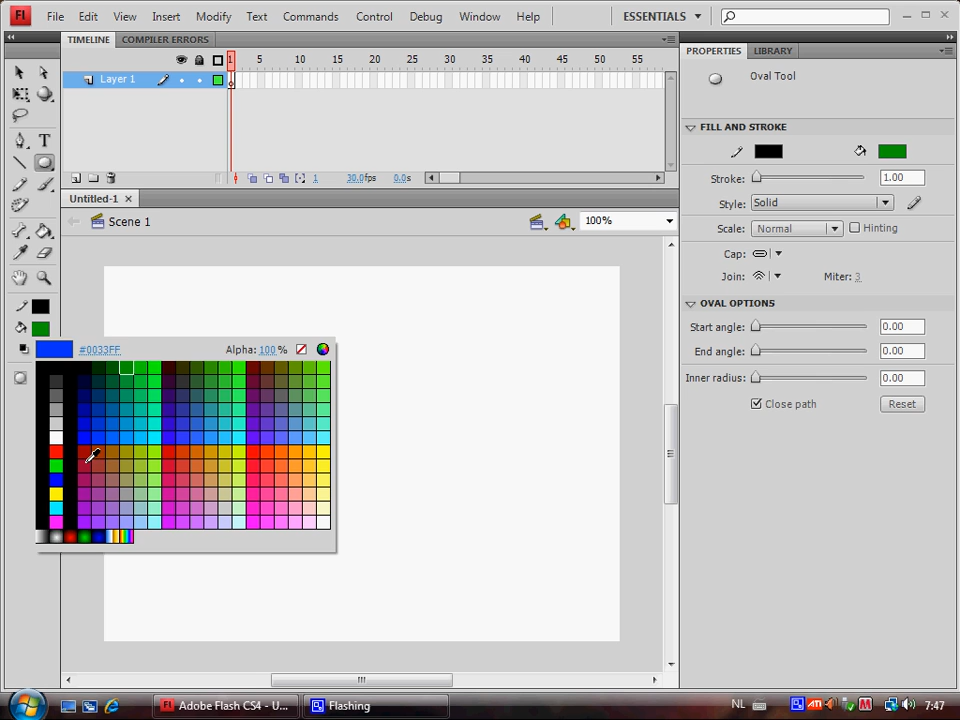 Fl File Edit View Insert Modify Text Commands Control Debug Window Help ESSENTIALS
TIMELINE COMPILER ERRORS
1 5 10 15 20 25 30 35 40 45 50 55
Layer 1
1 30.0fps 0.0s
Untitled-1
Scene 1 100%
#0033FF Alpha: 100 %
PROPERTIES LIBRARY
Oval Tool
FILL AND STROKE
Stroke: 1.00
Style: Solid
Scale: Normal Hinting
Cap:
Join: Miter: 3
OVAL OPTIONS
Start angle: 0.00
End angle: 0.00
Inner radius: 0.00
Close path Reset
Fl Adobe Flash CS4 - U... Flashing NL 7:47